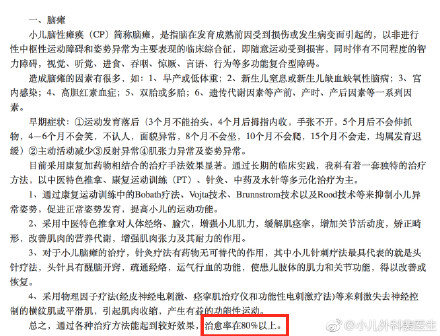 一、脑瘫
小儿脑性瘫痪（CP）简称脑瘫，是指脑在发育成熟前因受到损伤或发生病变而引起的，以非进
行性中枢性运动障碍和姿势异常为主要表现的临床综合征，即随意运动受到损害，同时伴有不同程度的智
力障碍，视觉、听觉、进食、吞咽、惊厥、言语、行为等多功能复合型障碍。
造成脑瘫的因素有很多，如：1、早产或低体重；2、新生儿窒息或新生儿缺血缺氧性脑病；3、宫
内感染；4、高胆红素血症；5、双胎或多胎；6、遗传代谢因素等产前、产时、产后因素等一系列因
素。
早期症状：①运动发育落后（3个月不能抬头，4个月后拇指内收，手张不开，5个月后不会伸抓
物，4－6个月不会笑，不认人，面貌异常，8个月不会坐，10个月不会爬，15个月不会走，均属发育迟
缓）②主动活动减少③反射异常④肌张力异常及姿势异常。
目前采用康复加药物相结合的治疗手法效果显著。通过长期的临床实践，我科有着一套独特的治疗
方法，以中医特色推拿、康复运动训练（PT）、针灸、中药及水针等多元化治疗为主。
1、通过康复运动训练中的Bobath疗法、Vojta技术、Brunnstrom技术以及Rood技术等来抑制小儿异
常姿势，促进正常姿势发育，提高小儿的运动功能。
2、采用中医特色推拿对人体经络、腧穴，增强小儿肌力，缓解肌痉挛，增加关节活动度，矫正畸
形，改善肌肉的营养代谢，增强肌肉张力及其耐力的作用。
3、对于小儿脑瘫的治疗，针灸疗法有药物无可替代的作用，其中小儿针刺疗法最具代表的就是头
针疗法，头针具有醒脑开窍，疏通经络，运气行血的功能，使患儿肢体的肌力和关节功能，得以改善或
恢复。
4、采用物理因子疗法(经皮神经电刺激、痉挛肌治疗仪和功能性电刺激疗法)等来刺激失去神经控
制的横纹肌或平滑肌，引起肌肉收缩，产生有益的功能性运动。
总之，通过各种治疗方法能起到较好效果，治愈率在80%以上。
@小儿外科裴医生